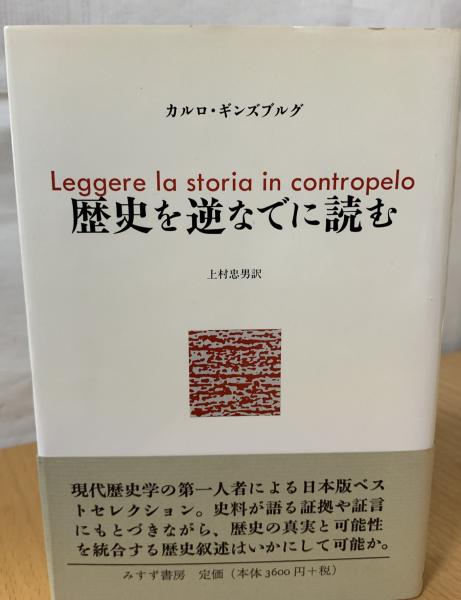 カルロ・ギンズブルグ
Leggere la storia in contropelo
歴史を逆なでに読む
上村忠男訳
現代歴史学の第一人者による日本版ベス
トセレクション。史料が語る証拠や証言
にもとづきながら、歴史の真実と可能性
を統合する歴史叙述はいかにして可能か。
みすず書房 定価（本体3600円＋税）